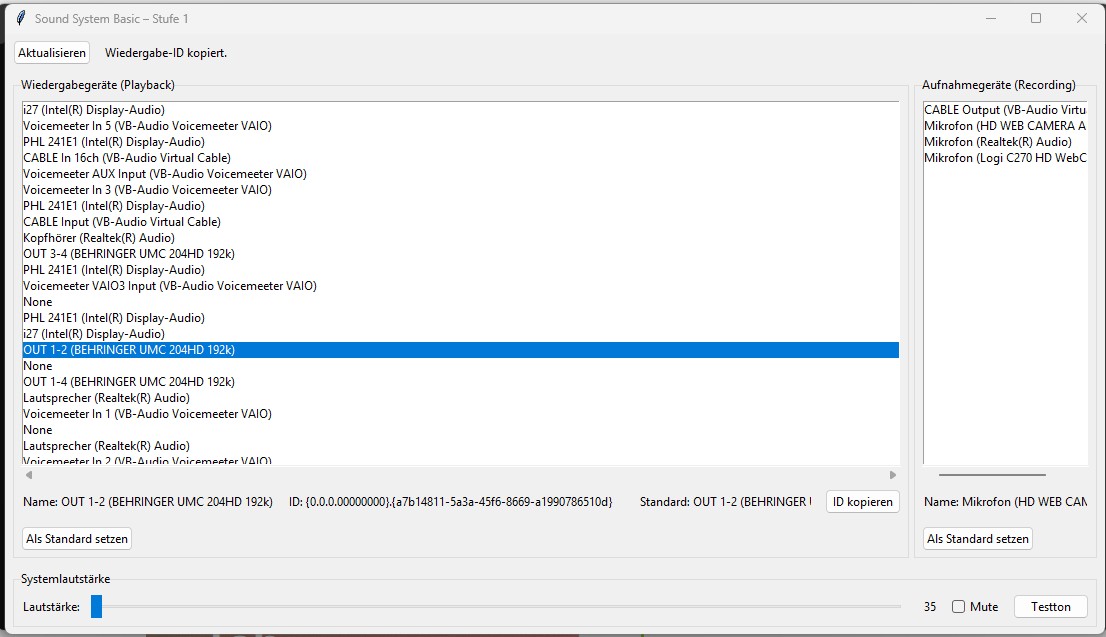 Sound System Basic – Stufe 1
Aktualisieren Wiedergabe-ID kopiert.
Wiedergabegeräte (Playback)
i27 (Intel(R) Display-Audio)
Voicemeeter In 5 (VB-Audio Voicemeeter VAIO)
PHL 241E1 (Intel(R) Display-Audio)
CABLE In 16ch (VB-Audio Virtual Cable)
Voicemeeter AUX Input (VB-Audio Voicemeeter VAIO)
Voicemeeter In 3 (VB-Audio Voicemeeter VAIO)
PHL 241E1 (Intel(R) Display-Audio)
CABLE Input (VB-Audio Virtual Cable)
Kopfhörer (Realtek(R) Audio)
OUT 3-4 (BEHRINGER UMC 204HD 192k)
PHL 241E1 (Intel(R) Display-Audio)
Voicemeeter VAIO3 Input (VB-Audio Voicemeeter VAIO)
None
PHL 241E1 (Intel(R) Display-Audio)
i27 (Intel(R) Display-Audio)
OUT 1-2 (BEHRINGER UMC 204HD 192k)
None
OUT 1-4 (BEHRINGER UMC 204HD 192k)
Lautsprecher (Realtek(R) Audio)
Voicemeeter In 1 (VB-Audio Voicemeeter VAIO)
None
Lautsprecher (Realtek(R) Audio)
Voicemeeter In 2 (VB-Audio Voicemeeter VAIO)
Name: OUT 1-2 (BEHRINGER UMC 204HD 192k) ID: {0.0.0.00000000}.{a7b14811-5a3a-45f6-8669-a1990786510d} Standard: OUT 1-2 (BEHRINGER ID kopieren
Als Standard setzen
Aufnahmegeräte (Recording)
CABLE Output (VB-Audio Virtu
Mikrofon (HD WEB CAMERA A
Mikrofon (Realtek(R) Audio)
Mikrofon (Logi C270 HD WebC
Name: Mikrofon (HD WEB CAM
Als Standard setzen
Systemlautstärke
Lautstärke: 35 Mute Testton